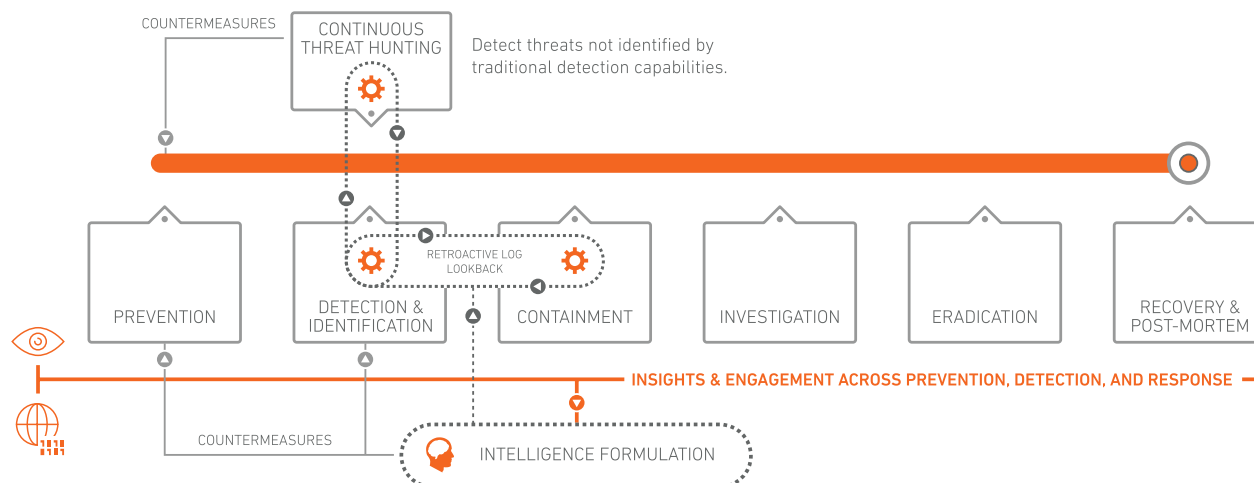 COUNTERMEASURES
CONTINUOUS
THREAT HUNTING
Detect threats not identified by
traditional detection capabilities.
RETROACTIVE LOG
LOOKBACK
PREVENTION
DETECTION &
IDENTIFICATION
CONTAINMENT
INVESTIGATION
ERADICATION
RECOVERY &
POST-MORTEM
INSIGHTS & ENGAGEMENT ACROSS PREVENTION, DETECTION, AND RESPONSE
COUNTERMEASURES
INTELLIGENCE FORMULATION